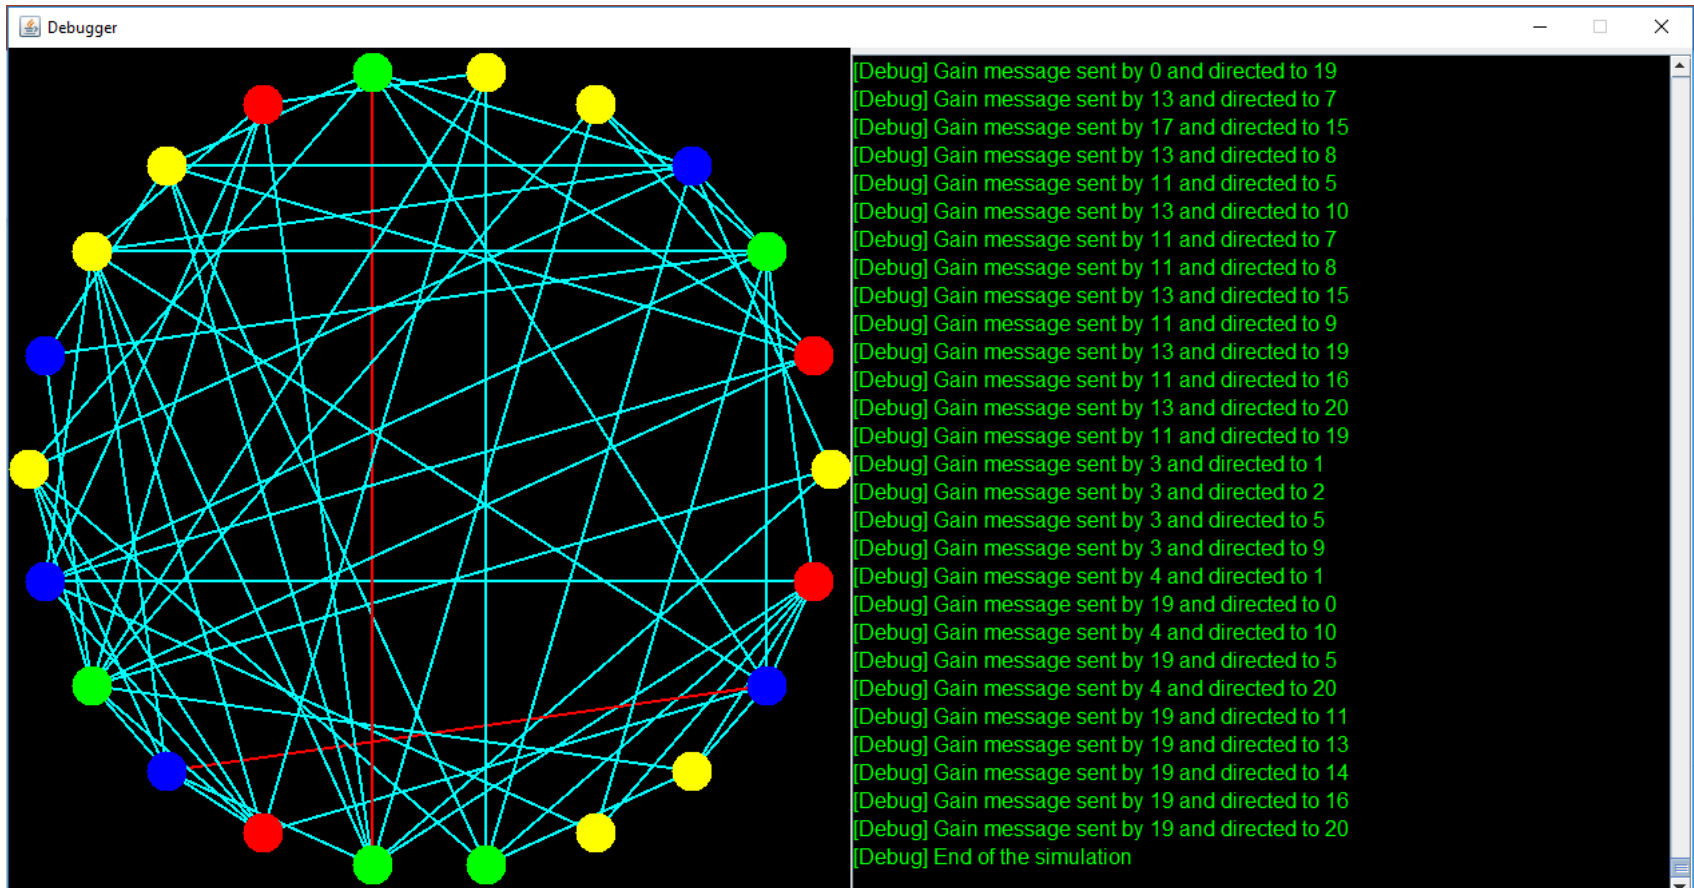 Debugger
[Debug] Gain message sent by 0 and directed to 19
[Debug] Gain message sent by 13 and directed to 7
[Debug] Gain message sent by 17 and directed to 15
[Debug] Gain message sent by 13 and directed to 8
[Debug] Gain message sent by 11 and directed to 5
[Debug] Gain message sent by 13 and directed to 10
[Debug] Gain message sent by 11 and directed to 7
[Debug] Gain message sent by 11 and directed to 8
[Debug] Gain message sent by 13 and directed to 15
[Debug] Gain message sent by 11 and directed to 9
[Debug] Gain message sent by 13 and directed to 19
[Debug] Gain message sent by 11 and directed to 16
[Debug] Gain message sent by 13 and directed to 20
[Debug] Gain message sent by 11 and directed to 19
[Debug] Gain message sent by 3 and directed to 1
[Debug] Gain message sent by 3 and directed to 2
[Debug] Gain message sent by 3 and directed to 5
[Debug] Gain message sent by 3 and directed to 9
[Debug] Gain message sent by 4 and directed to 1
[Debug] Gain message sent by 19 and directed to 0
[Debug] Gain message sent by 4 and directed to 10
[Debug] Gain message sent by 19 and directed to 5
[Debug] Gain message sent by 4 and directed to 20
[Debug] Gain message sent by 19 and directed to 11
[Debug] Gain message sent by 19 and directed to 13
[Debug] Gain message sent by 19 and directed to 14
[Debug] Gain message sent by 19 and directed to 16
[Debug] Gain message sent by 19 and directed to 20
[Debug] End of the simulation